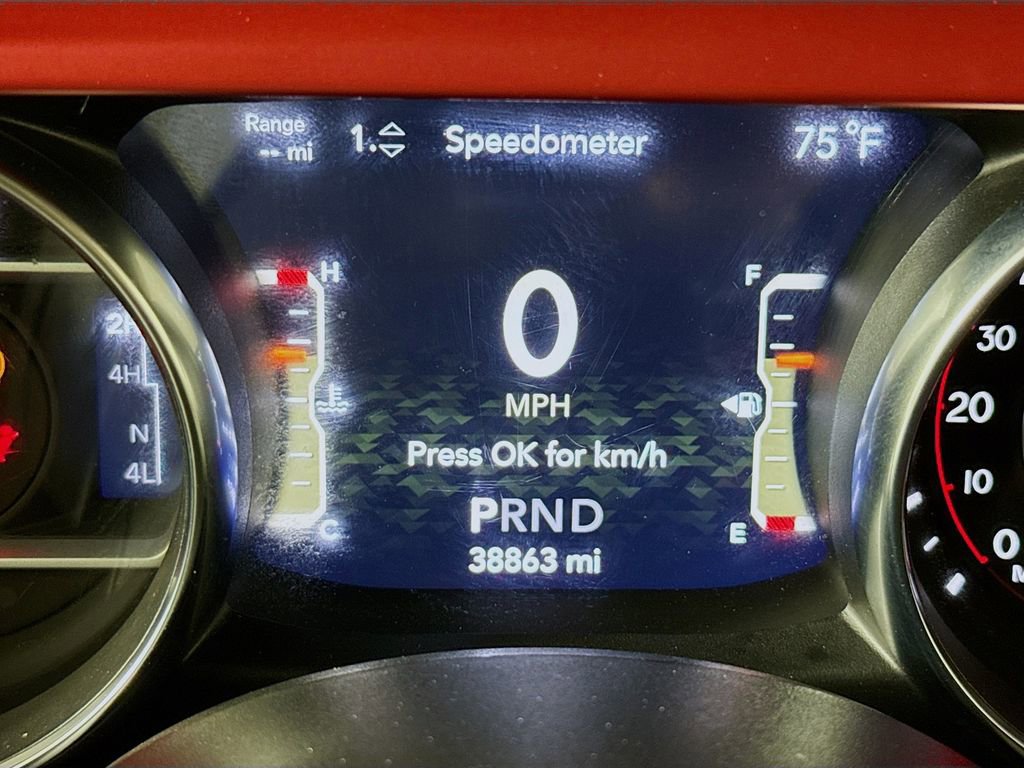 Range
-- mi
1.
Speedometer
75°F
H
F
2H
4H
N
4L
0
MPH
Press OK for km/h
PRND
38863 mi
C
E
30
20
10
0